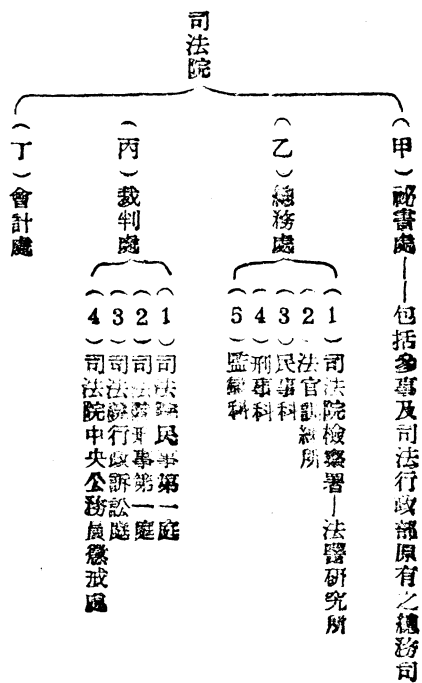 司法院
（甲）祕書處——包括參事及司法行政部原有之總務司
（乙）總務處
（1）司法院檢察署—法醫研究所
（2）法官訓練所
（3）民事科
（4）刑事科
（5）監獄科
（丙）裁判處
（1）司法院民事第一庭
（2）司法院刑事第一庭
（3）司法院行政訴訟庭
（4）司法院中央公務員懲戒處
（丁）會計處